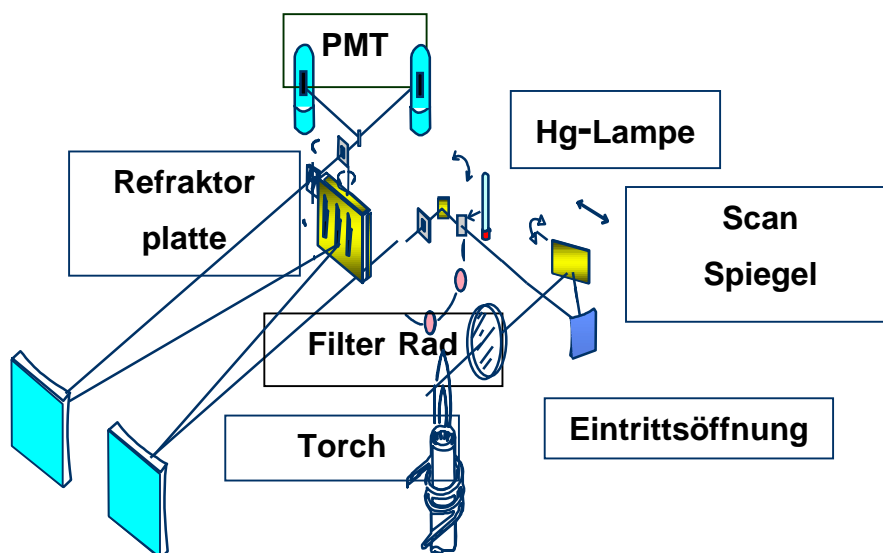 PMT
Hg-Lampe
Refraktor
platte
Scan
Spiegel
Filter Rad
Eintrittsöffnung
Torch